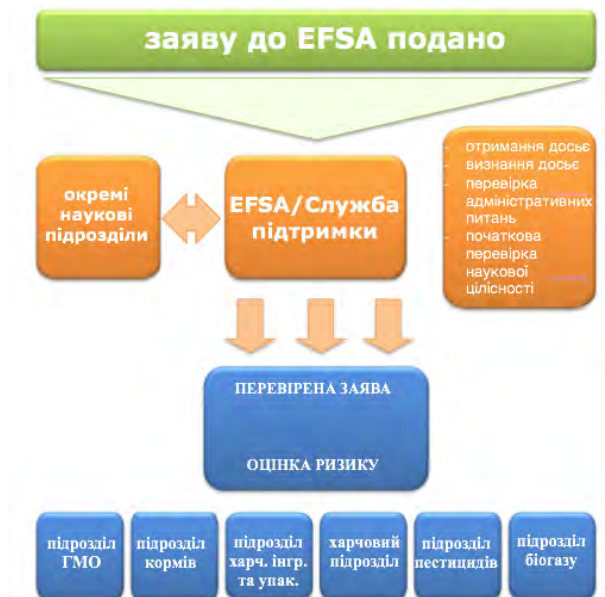 заяву до EFSA подано
окремі
наукові
підрозділи
EFSA/Служба
підтримки
- отримання досьє
- визнання досьє
- перевірка
адміністративних
питань
- початкова
перевірка
наукової
цілісності
ПЕРЕВІРЕНА ЗАЯВА
ОЦІНКА РИЗИКУ
підрозділ
ГМО
підрозділ
кормів
підрозділ
харч. інгр.
та упак.
харчовий
підрозділ
підрозділ
пестицидів
підрозділ
біогазу